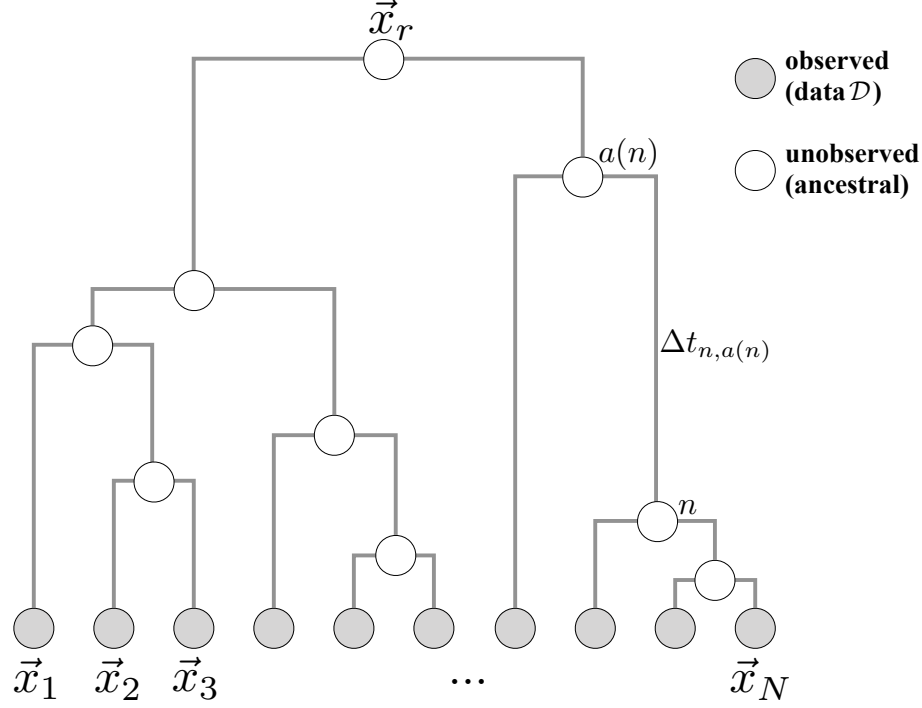 x⃗_r
observed
(data 𝒟)
a(n)
unobserved
(ancestral)
Δt_{n,a(n)}
n
x⃗_1 x⃗_2 x⃗_3 ... x⃗_N